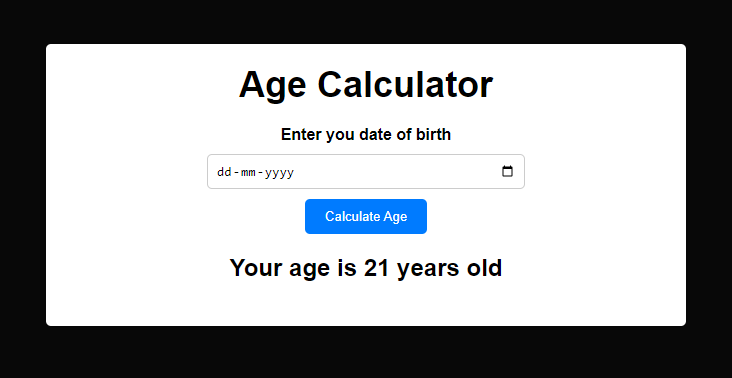 Age Calculator
Enter you date of birth
dd-mm-yyyy
Calculate Age
Your age is 21 years old